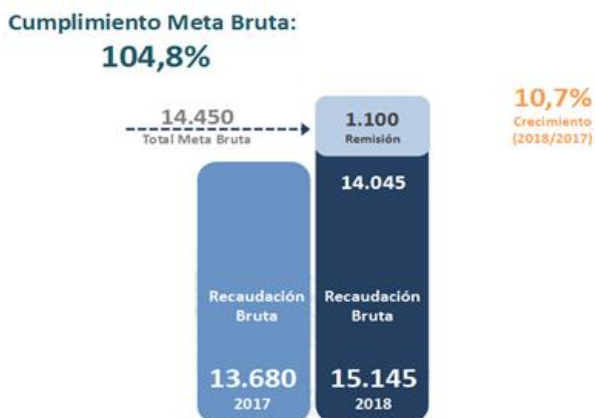 Cumplimiento Meta Bruta:
104,8%
14.450
Total Meta Bruta
1.100
Remisión
10,7%
Crecimiento
(2018/2017)
14.045
Recaudación
Bruta
13.680
2017
Recaudación
Bruta
15.145
2018